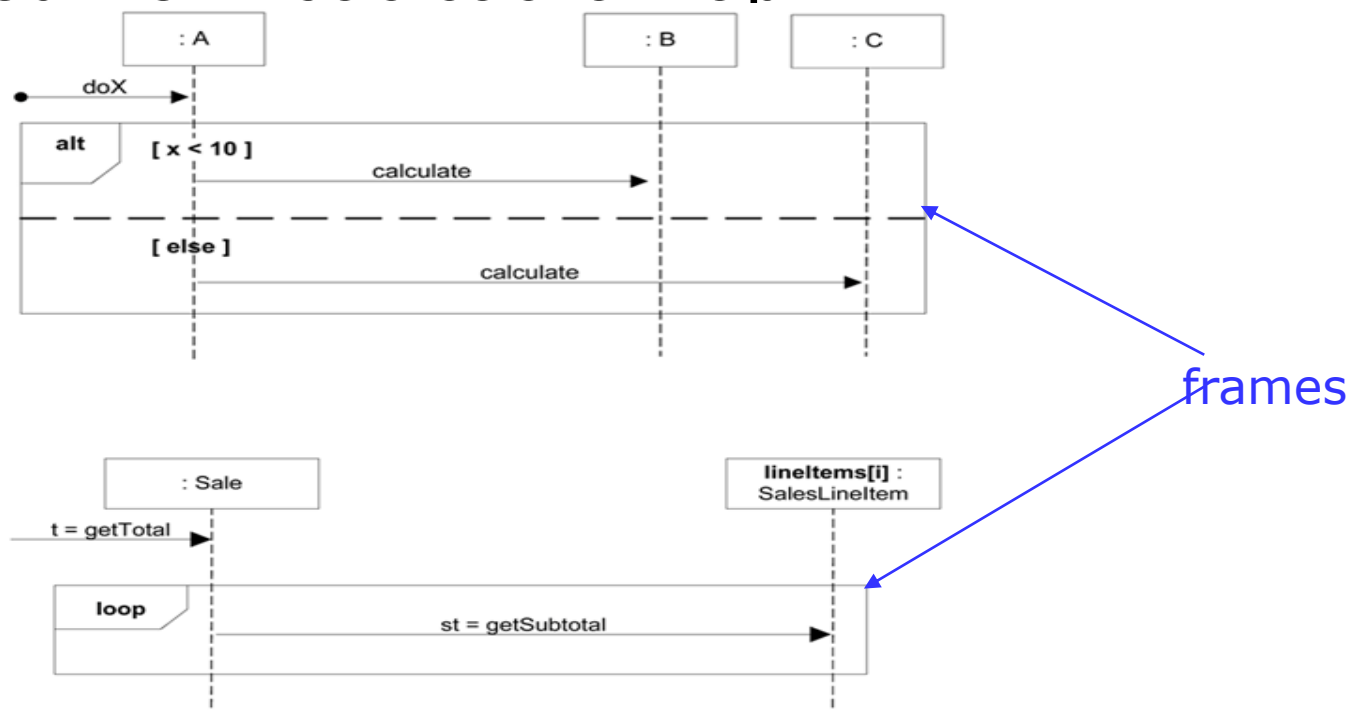 : A
: B
: C
doX
alt
[ x < 10 ]
calculate
[ else ]
calculate
frames
: Sale
lineItems[i] :
SalesLineItem
t = getTotal
loop
st = getSubtotal